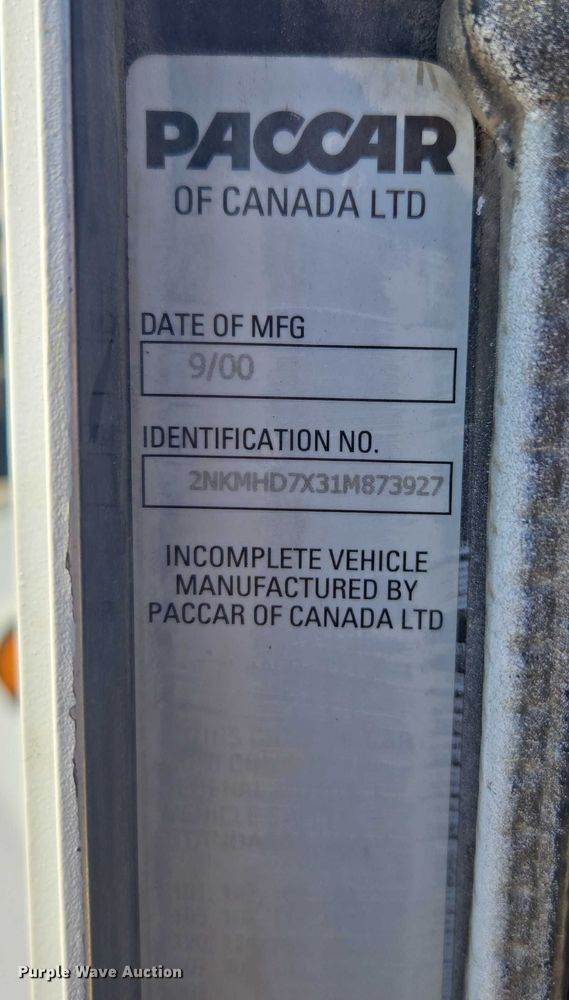 PACCAR
OF CANADA LTD
DATE OF MFG
9/00
IDENTIFICATION NO.
2NKMHD7X31M873927
INCOMPLETE VEHICLE
MANUFACTURED BY
PACCAR OF CANADA LTD
Purple Wave Auction